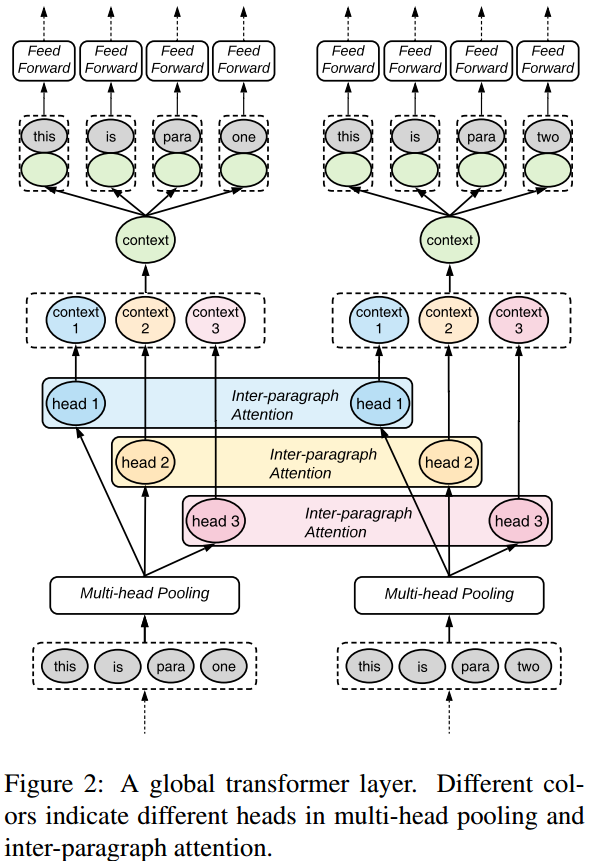 Feed Forward Feed Forward Feed Forward Feed Forward Feed Forward Feed Forward Feed Forward Feed Forward
this is para one this is para two
context context
context 1 context 2 context 3 context 1 context 2 context 3
head 1 Inter-paragraph Attention head 1
head 2 Inter-paragraph Attention head 2
head 3 Inter-paragraph Attention head 3
Multi-head Pooling Multi-head Pooling
this is para one this is para two
Figure 2: A global transformer layer. Different col-
ors indicate different heads in multi-head pooling and
inter-paragraph attention.